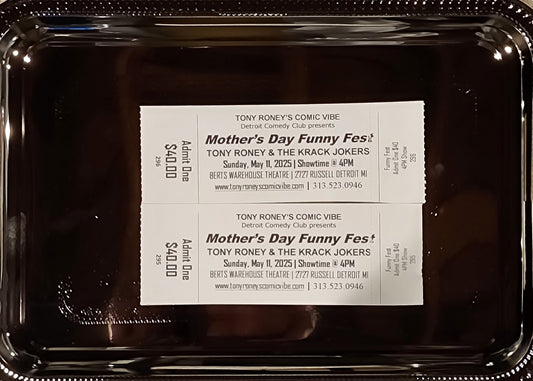 Admit One
$40.00
296
TONY RONEY'S COMIC VIBE
Detroit Comedy Club presents
Mother's Day Funny Fest
TONY RONEY & THE KRACK JOKERS
Sunday, May 11, 2025 | Showtime @ 4PM
BERTS WAREHOUSE THEATRE | 2727 RUSSELL DETROIT MI
www.tonyroneyscomicvibe.com | 313.523.0946
Funny Fest
Admit One $40
4PM Show
296
Admit One
$40.00
295
TONY RONEY'S COMIC VIBE
Detroit Comedy Club presents
Mother's Day Funny Fest
TONY RONEY & THE KRACK JOKERS
Sunday, May 11, 2025 | Showtime @ 4PM
BERTS WAREHOUSE THEATRE | 2727 RUSSELL DETROIT MI
www.tonyroneyscomicvibe.com | 313.523.0946
Funny Fest
Admit One $40
4PM Show
295